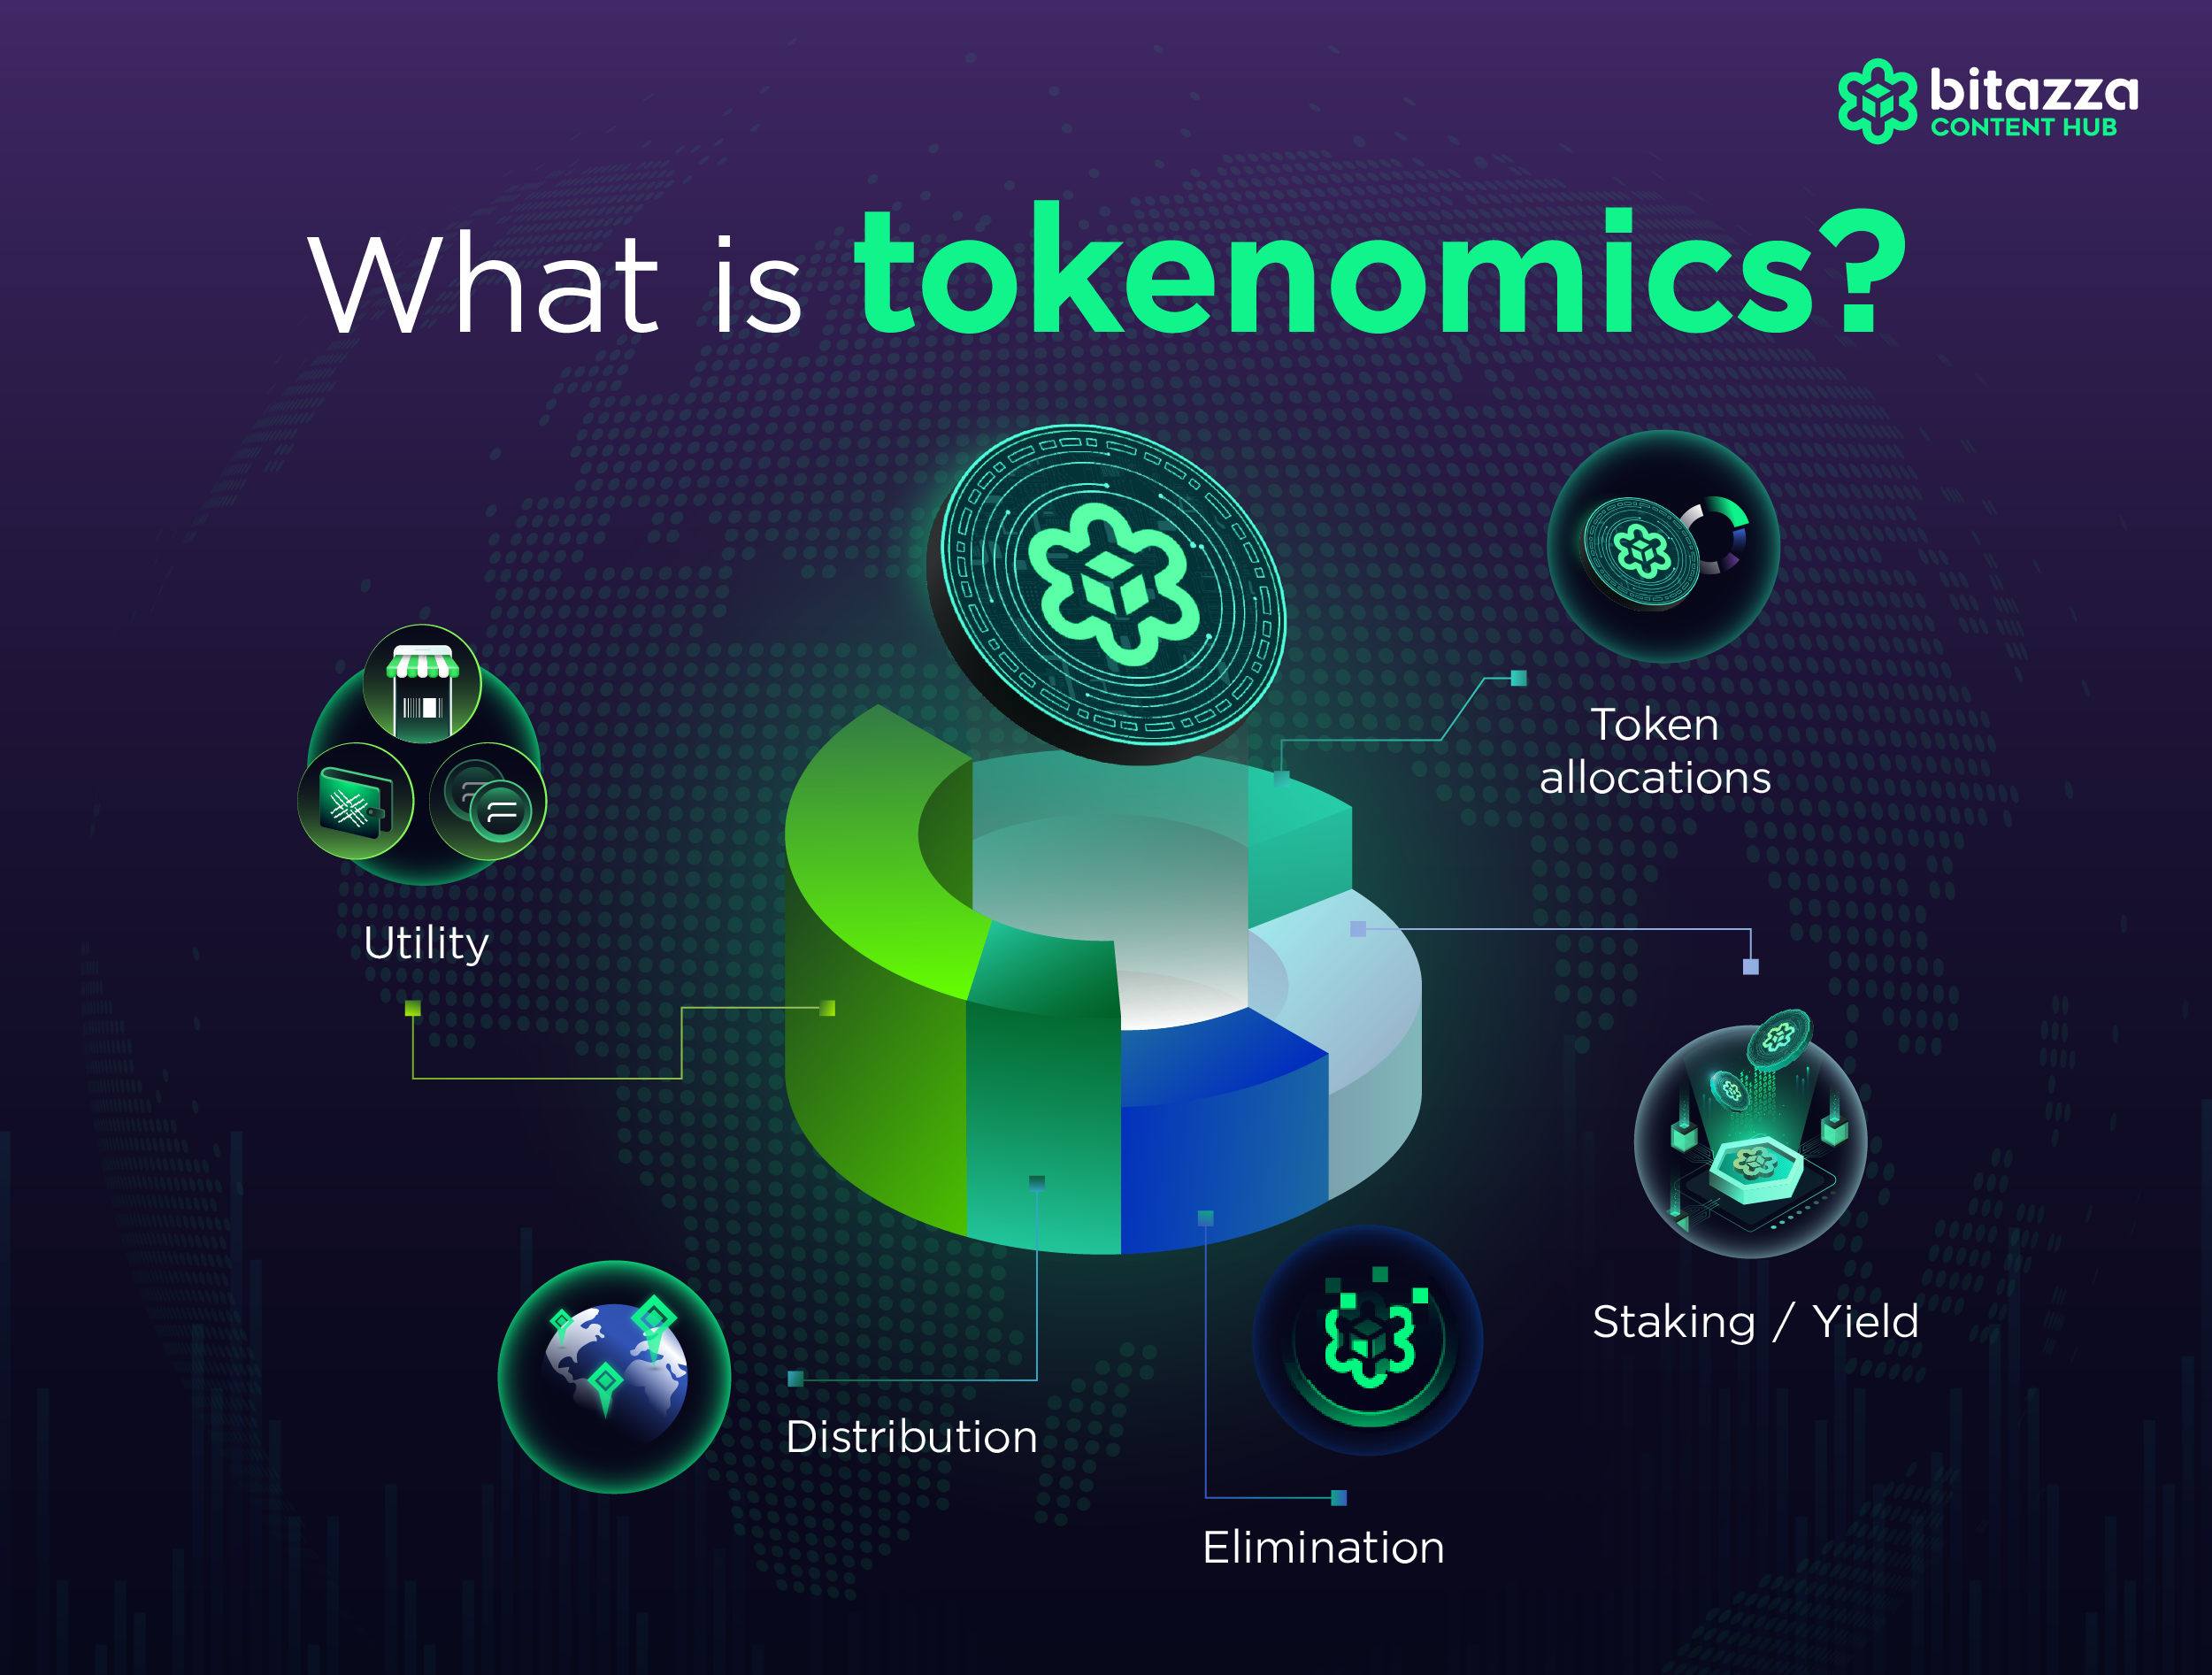 bitazza
CONTENT HUB
What is tokenomics?
Token
allocations
Utility
Staking / Yield
Distribution
Elimination